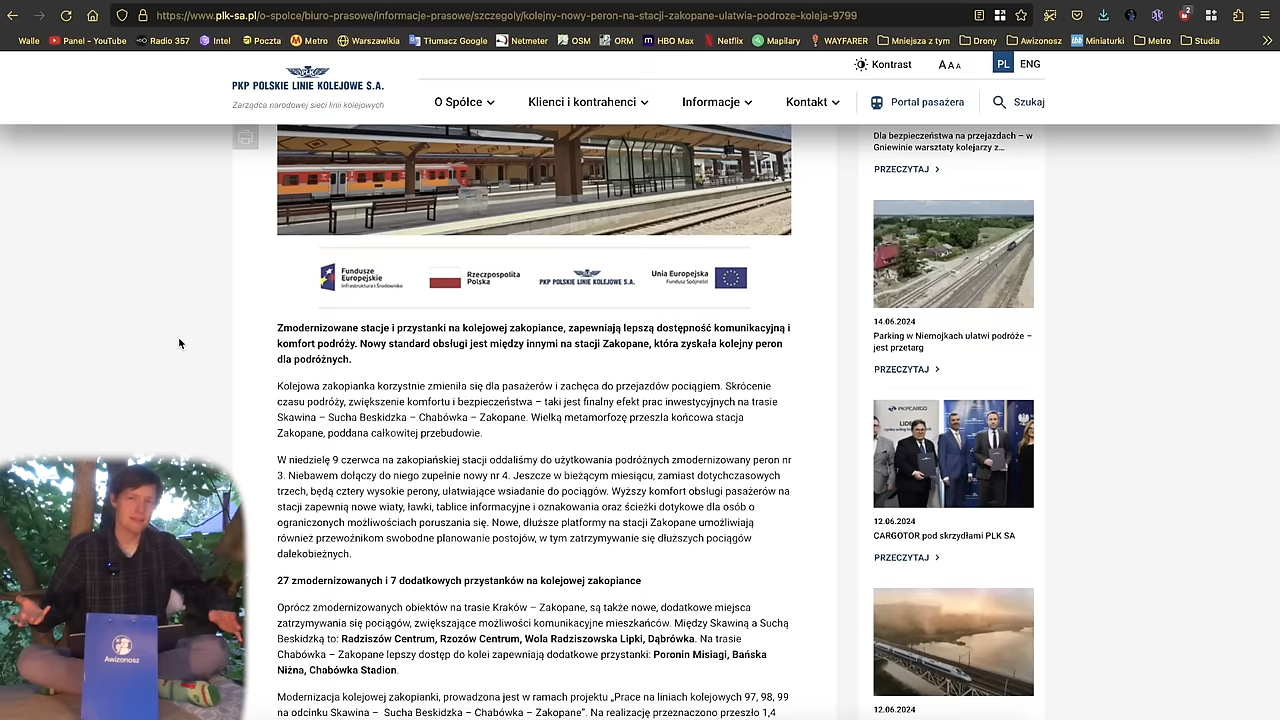 https://www.plk-sa.pl/o-spolce/biuro-prasowe/informacje-prasowe/szczegoly/kolejny-nowy-peron-na-stacji-zakopane-ulatwia-podroze-koleja-9799
2
Walle Panel - YouTube Radio 357 Intel Poczta Metro Warszawikia Tłumacz Google Netmeter OSM ORM HBO Max Netflix Mapilary WAYFARER Mniejsza z tym Drony Awizonosz Miniaturki Metro Studia
Kontrast A A A PL ENG
PLK
PKP POLSKIE LINIE KOLEJOWE S.A.
Zarządca narodowej sieci linii kolejowych
O Spółce Klienci i kontrahenci Informacje Kontakt Portal pasażera Szukaj
Fundusze
Europejskie
Infrastruktura i Środowisko
Rzeczpospolita
Polska
PKP POLSKIE LINIE KOLEJOWE S.A.
Unia Europejska
Fundusz Spójności
Zmodernizowane stacje i przystanki na kolejowej zakopiance, zapewniają lepszą dostępność komunikacyjną i
komfort podróży. Nowy standard obsługi jest między innymi na stacji Zakopane, która zyskała kolejny peron
dla podróżnych.
Kolejowa zakopianka korzystnie zmieniła się dla pasażerów i zachęca do przejazdów pociągiem. Skrócenie
czasu podróży, zwiększenie komfortu i bezpieczeństwa – taki jest finalny efekt prac inwestycyjnych na trasie
Skawina – Sucha Beskidzka – Chabówka – Zakopane. Wielką metamorfozę przeszła końcowa stacja
Zakopane, poddana całkowitej przebudowie.
W niedzielę 9 czerwca na zakopiańskiej stacji oddaliśmy do użytkowania podróżnych zmodernizowany peron nr
3. Niebawem dołączy do niego zupełnie nowy nr 4. Jeszcze w bieżącym miesiącu, zamiast dotychczasowych
trzech, będą cztery wysokie perony, ułatwiające wsiadanie do pociągów. Wyższy komfort obsługi pasażerów na
stacji zapewnią nowe wiaty, ławki, tablice informacyjne i oznakowania oraz ścieżki dotykowe dla osób o
ograniczonych możliwościach poruszania się. Nowe, dłuższe platformy na stacji Zakopane umożliwiają
również przewoźnikom swobodne planowanie postojów, w tym zatrzymywanie się dłuższych pociągów
dalekobieżnych.
27 zmodernizowanych i 7 dodatkowych przystanków na kolejowej zakopiance
Oprócz zmodernizowanych obiektów na trasie Kraków – Zakopane, są także nowe, dodatkowe miejsca
zatrzymywania się pociągów, zwiększające możliwości komunikacyjne mieszkańców. Między Skawiną a Suchą
Beskidzką to: Radziszów Centrum, Rzozów Centrum, Wola Radziszowska Lipki, Dąbrówka. Na trasie
Chabówka – Zakopane lepszy dostęp do kolei zapewniają dodatkowe przystanki: Poronin Misiagi, Bańska
Niżna, Chabówka Stadion.
Modernizacja kolejowej zakopianki, prowadzona jest w ramach projektu „Prace na liniach kolejowych 97, 98, 99
na odcinku Skawina – Sucha Beskidzka – Chabówka – Zakopane”. Na realizację przeznaczono przeszło 1,4
Dla bezpieczeństwa na przejazdach – w
Gniewinie warsztaty kolejarzy z...
PRZECZYTAJ
14.06.2024
Parking w Niemojkach ułatwi podróże –
jest przetarg
PRZECZYTAJ
PKPCARGO
12.06.2024
CARGOTOR pod skrzydłami PLK SA
PRZECZYTAJ
12.06.2024
Awizonosz